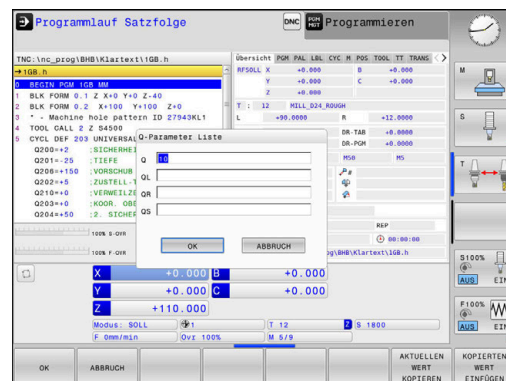 Programmlauf Satzfolge
DNC
PGM MGT
Programmieren
TNC:\nc_prog\BHB\Klartext\1GB.h
→1GB.h
0 BEGIN PGM 1GB MM
1 BLK FORM 0.1 Z X+0 Y+0 Z-40
2 BLK FORM 0.2 X+100 Y+100 Z+0
3 * - Machine hole pattern ID 27943KL1
4 TOOL CALL 2 Z S4500
5 CYCL DEF 203 UNIVERSAL
Q200=+2 ;SICHERHEI
Q201=-25 ;TIEFE
Q206=+150 ;VORSCHUB
Q202=+5 ;ZUSTELL-T
Q210=+0 ;VERWEILZE
Q203=+0 ;KOOR. OBE
Q204=+50 ;2. SICHER
100% S-OVR
100% F-OVR
Übersicht PGM PAL LBL CYC M POS TOOL TT TRANS
RFSOLL X +0.000 B +0.000
Y +0.000 C +0.000
Z +0.000
T : 12 MILL_D24_ROUGH
L +90.0000 R +12.0000
DR-TAB +0.0000
DR-PGM +0.0000
M50 M5
REP
00:00:00
og\BHB\Klartext\1GB.h
Q-Parameter Liste
Q 10
QL
QR
QS
OK
ABBRUCH
X +0.000 B +0.000
Y +0.000 C +0.000
Z +110.000
Modus: SOLL 1 T 12 Z S 1800
F 0mm/min Ovr 100% M 5/9
M
S
T
S100%
AUS EIN
F100%
AUS EIN
OK
ABBRUCH
AKTUELLEN WERT KOPIEREN
KOPIERTEN WERT EINFÜGEN